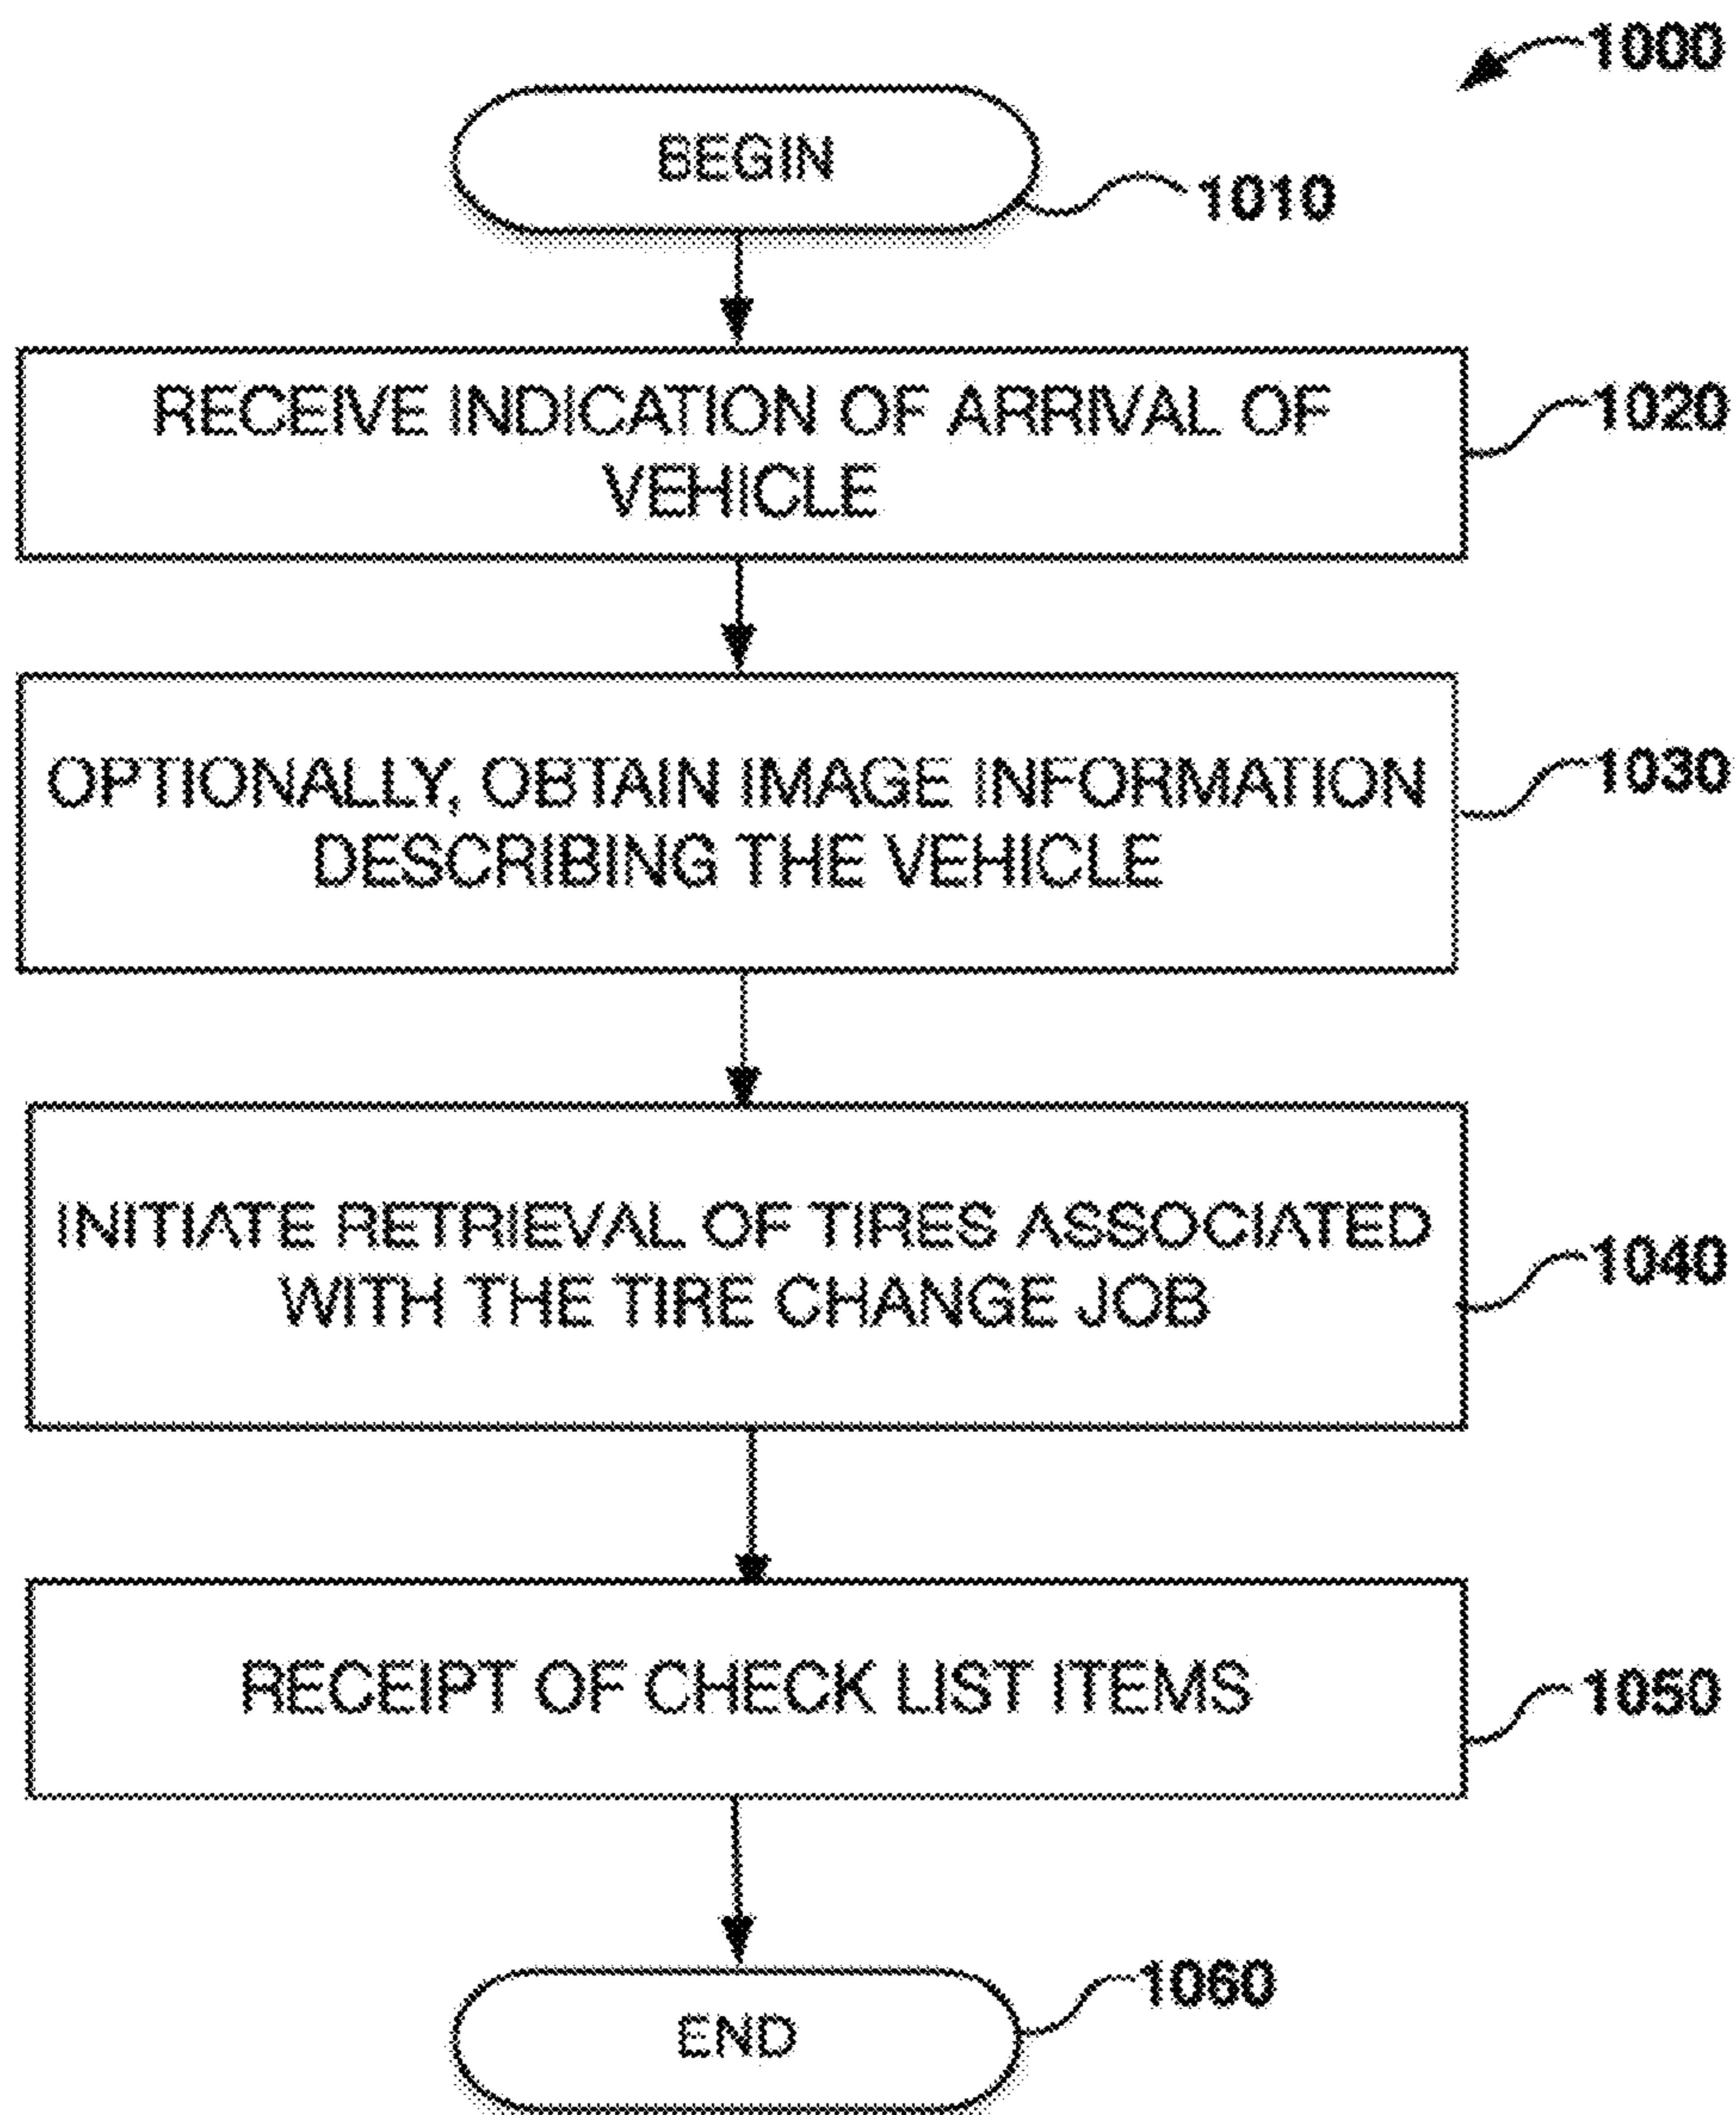 1000
BEGIN
1010
RECEIVE INDICATION OF ARRIVAL OF
VEHICLE
1020
OPTIONALLY, OBTAIN IMAGE INFORMATION
DESCRIBING THE VEHICLE
1030
INITIATE RETRIEVAL OF TIRES ASSOCIATED
WITH THE TIRE CHANGE JOB
1040
RECEIPT OF CHECK LIST ITEMS
1050
1060
END